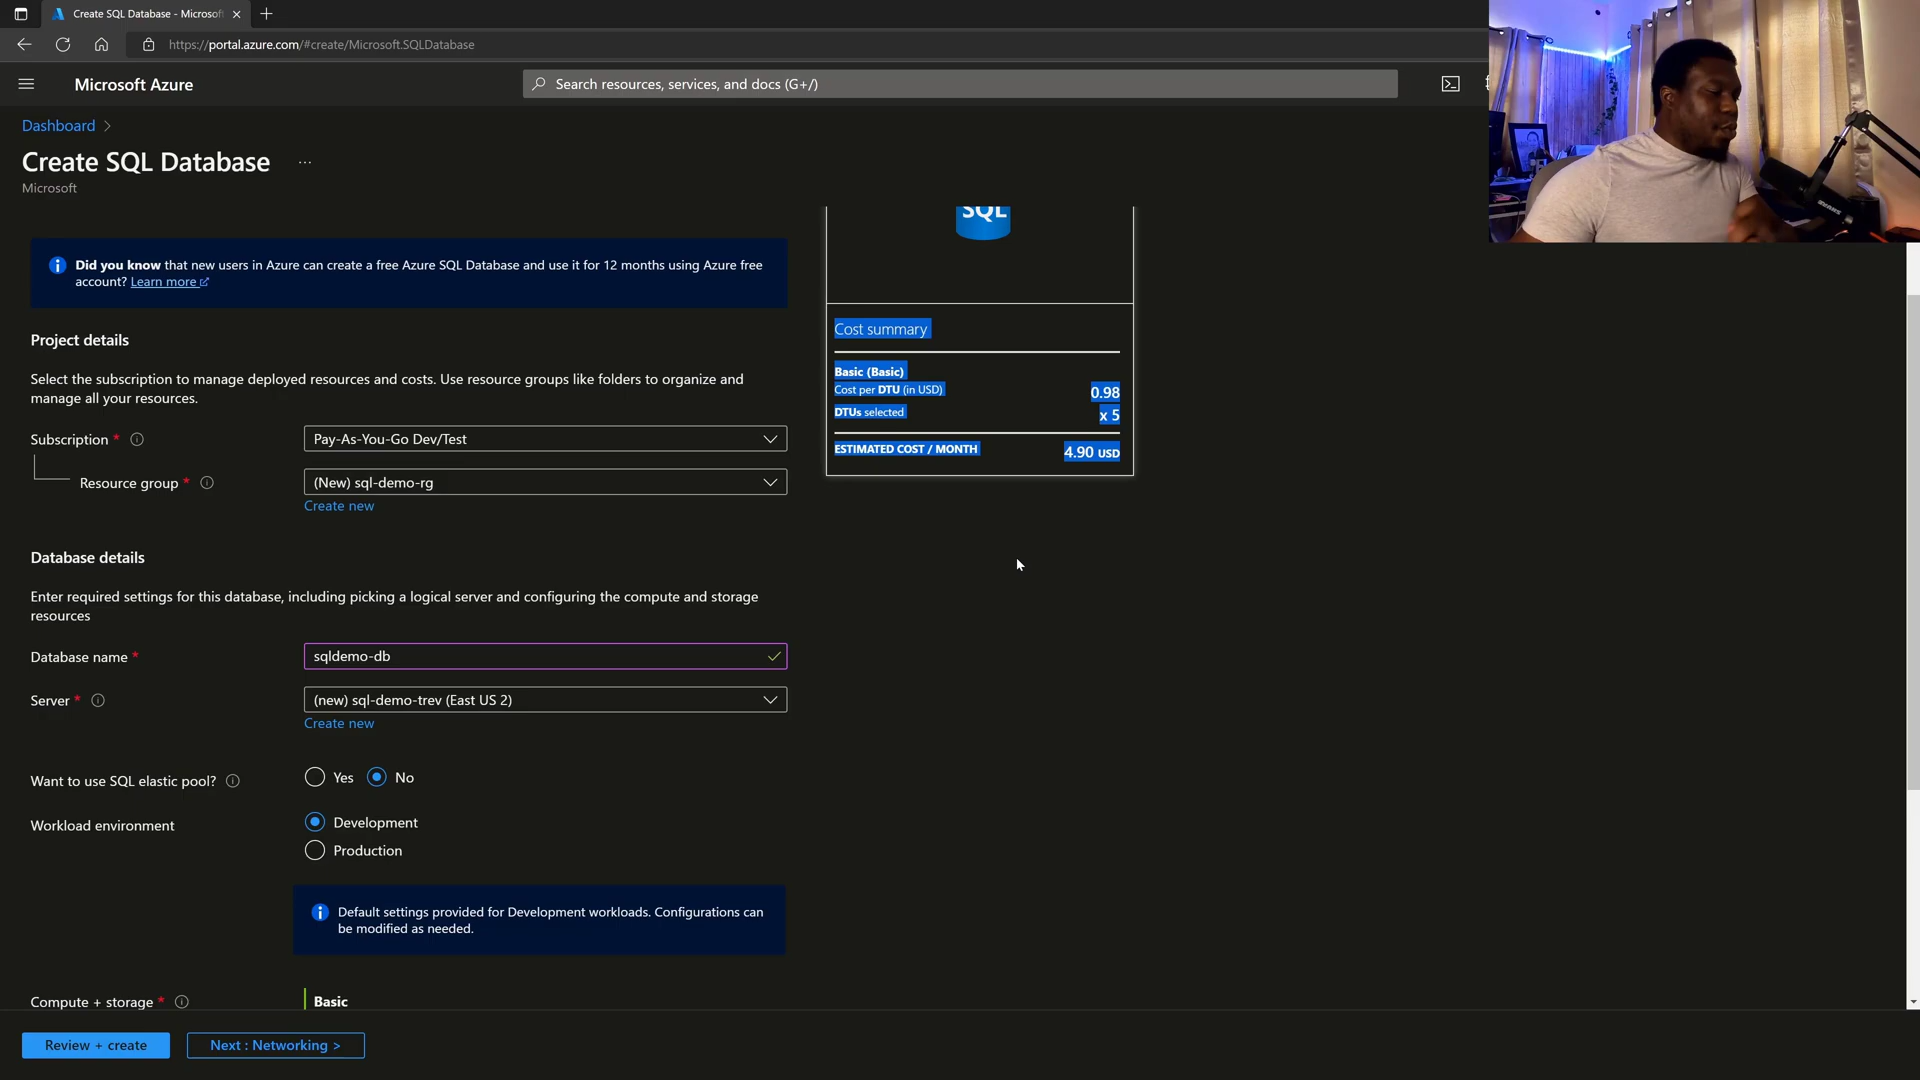 Create SQL Database - Microsoft
https://portal.azure.com/#create/Microsoft.SQLDatabase
Microsoft Azure
Search resources, services, and docs (G+/)
Dashboard
Create SQL Database
...
Microsoft
SQL
Did you know that new users in Azure can create a free Azure SQL Database and use it for 12 months using Azure free
account? Learn more
Project details
Select the subscription to manage deployed resources and costs. Use resource groups like folders to organize and
manage all your resources.
Subscription *
Pay-As-You-Go Dev/Test
Resource group *
(New) sql-demo-rg
Create new
Cost summary
Basic (Basic)
Cost per DTU (in USD) 0.98
DTUs selected x 5
ESTIMATED COST / MONTH 4.90 USD
Database details
Enter required settings for this database, including picking a logical server and configuring the compute and storage
resources
Database name *
sqldemo-db
Server *
(new) sql-demo-trev (East US 2)
Create new
Want to use SQL elastic pool?
Yes No
Workload environment
Development
Production
Default settings provided for Development workloads. Configurations can
be modified as needed.
Compute + storage *
Basic
Review + create
Next : Networking >